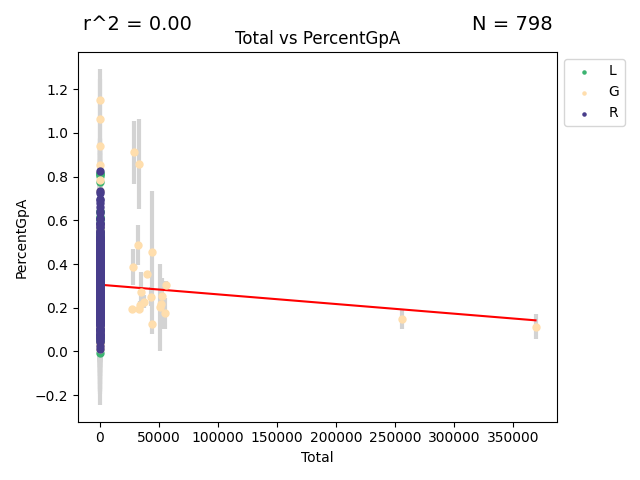 r^2 = 0.00
N = 798
Total vs PercentGpA
L
G
R
1.2
1.0
0.8
0.6
0.4
0.2
0.0
−0.2
PercentGpA
0 50000 100000 150000 200000 250000 300000 350000
Total